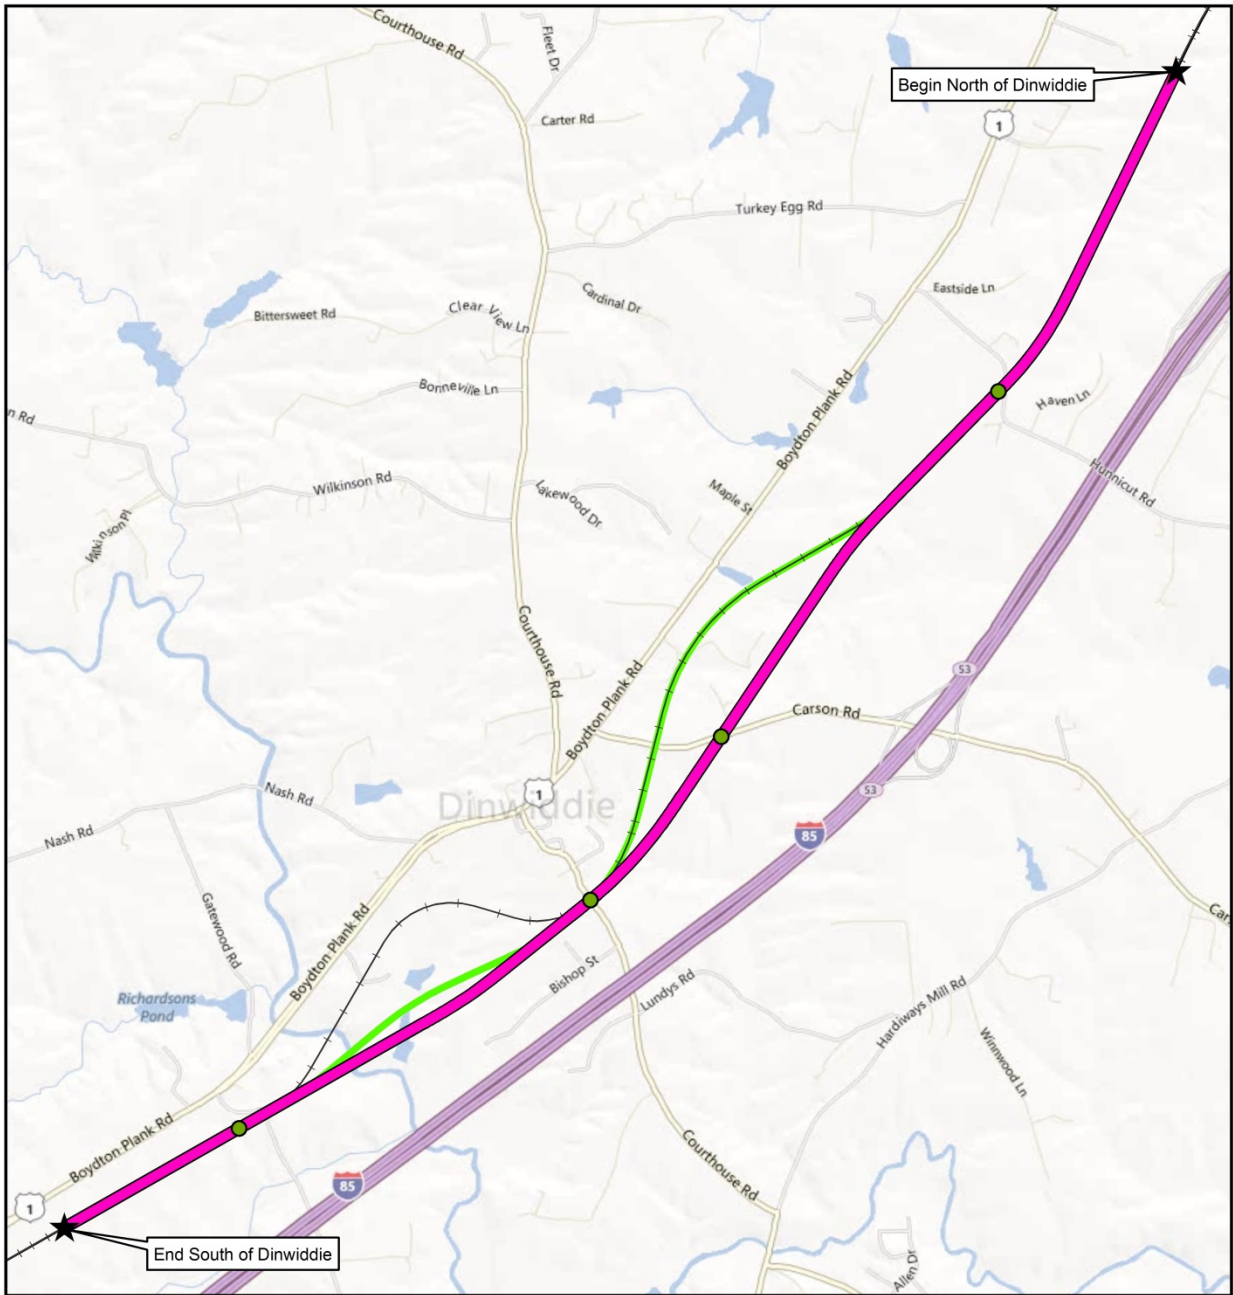 Courthouse Rd
Fleet Dr
Begin North of Dinwiddie
Carter Rd
1
Turkey Egg Rd
Eastside Ln
Cardinal Dr
Clear View Ln
Bittersweet Rd
Bonneville Ln
Haven Ln
n Rd
Boydton Plank Rd
Hunnicut Rd
Wilkinson Rd
Lakewood Dr
Maple St
Wilkinson Pl
Courthouse Rd
Boydton Plank Rd
53
Carson Rd
Nash Rd
1
Dinwiddie
53
85
Nash Rd
Gatewood Rd
Boydton Plank Rd
Car
Bishop St
Lundys Rd
Richardsons
Pond
Hardiways Mill Rd
Winnwood Ln
Boydton Plank Rd
Courthouse Rd
85
1
End South of Dinwiddie
Allen Dr